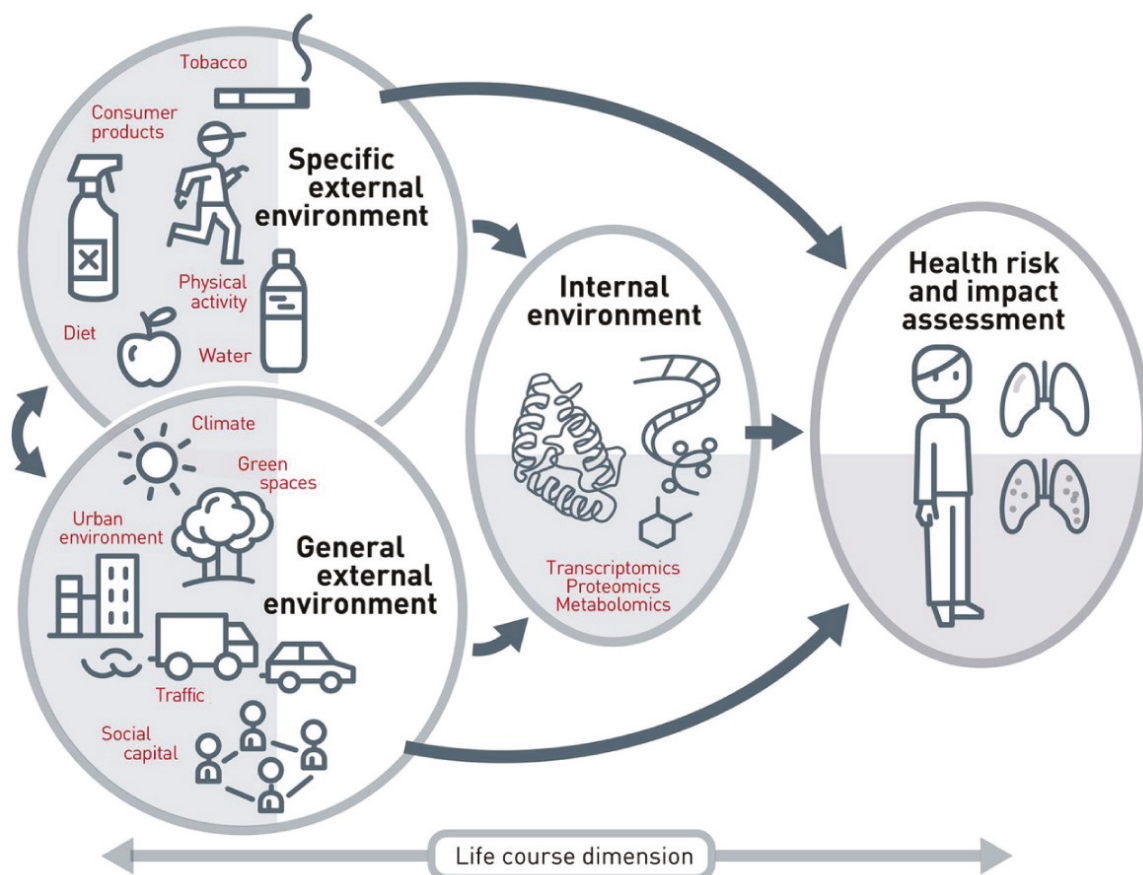 Tobacco
Consumer
products
Specific
external
environment
Physical
activity
Diet
Water
Climate
Green
spaces
Urban
environment
General
external
environment
Traffic
Social
capital
Internal
environment
Transcriptomics
Proteomics
Metabolomics
Health risk
and impact
assessment
Life course dimension